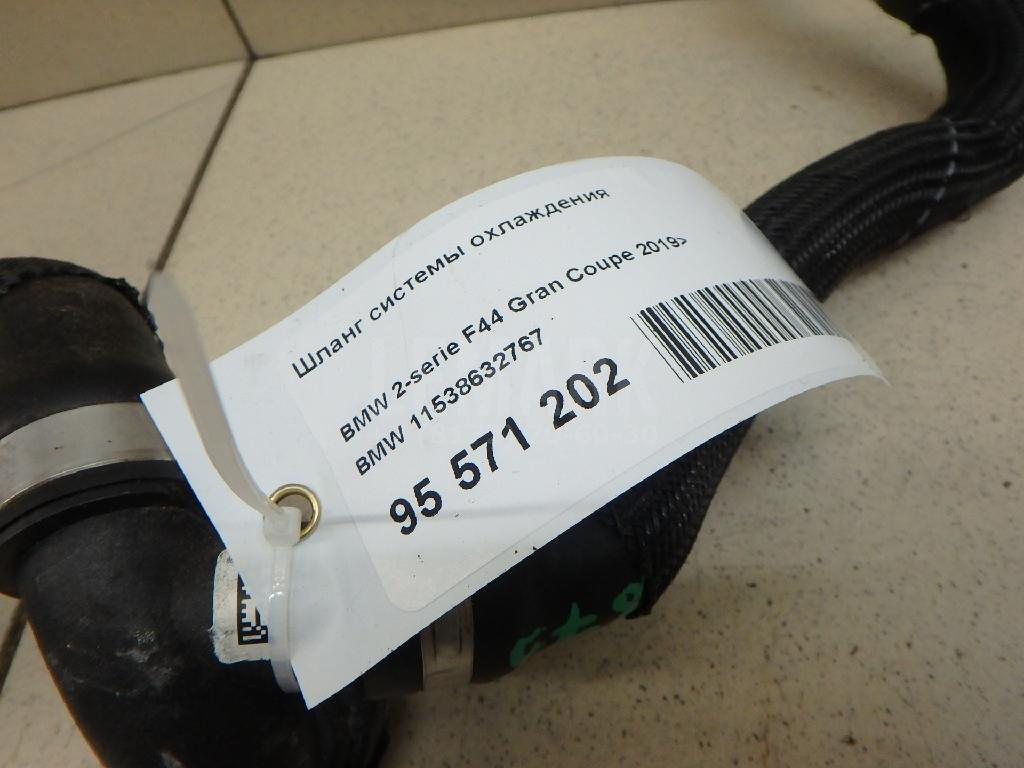 Шланг системы охлаждения
BMW 2-serie F44 Gran Coupe 2019>
BMW 11538632767
95 571 202